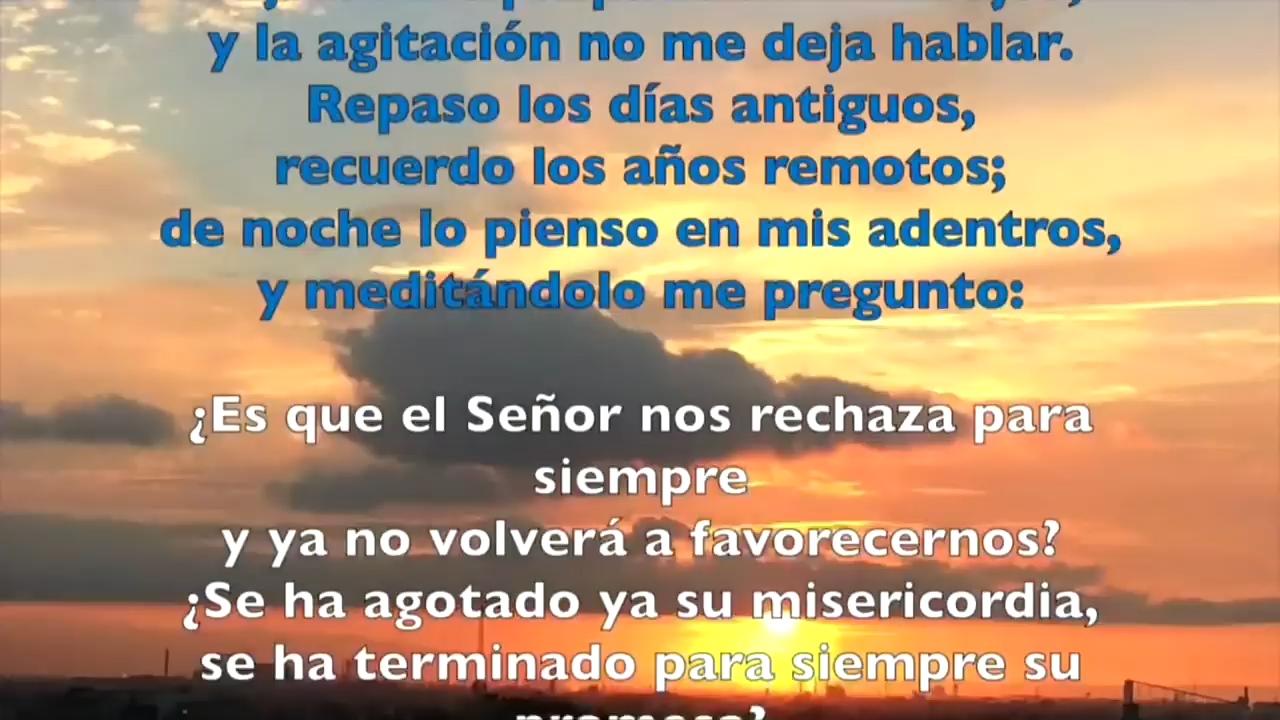 y la agitación no me deja hablar.
Repaso los días antiguos,
recuerdo los años remotos;
de noche lo pienso en mis adentros,
y meditándolo me pregunto:
¿Es que el Señor nos rechaza para
siempre
y ya no volverá a favorecernos?
¿Se ha agotado ya su misericordia,
se ha terminado para siempre su